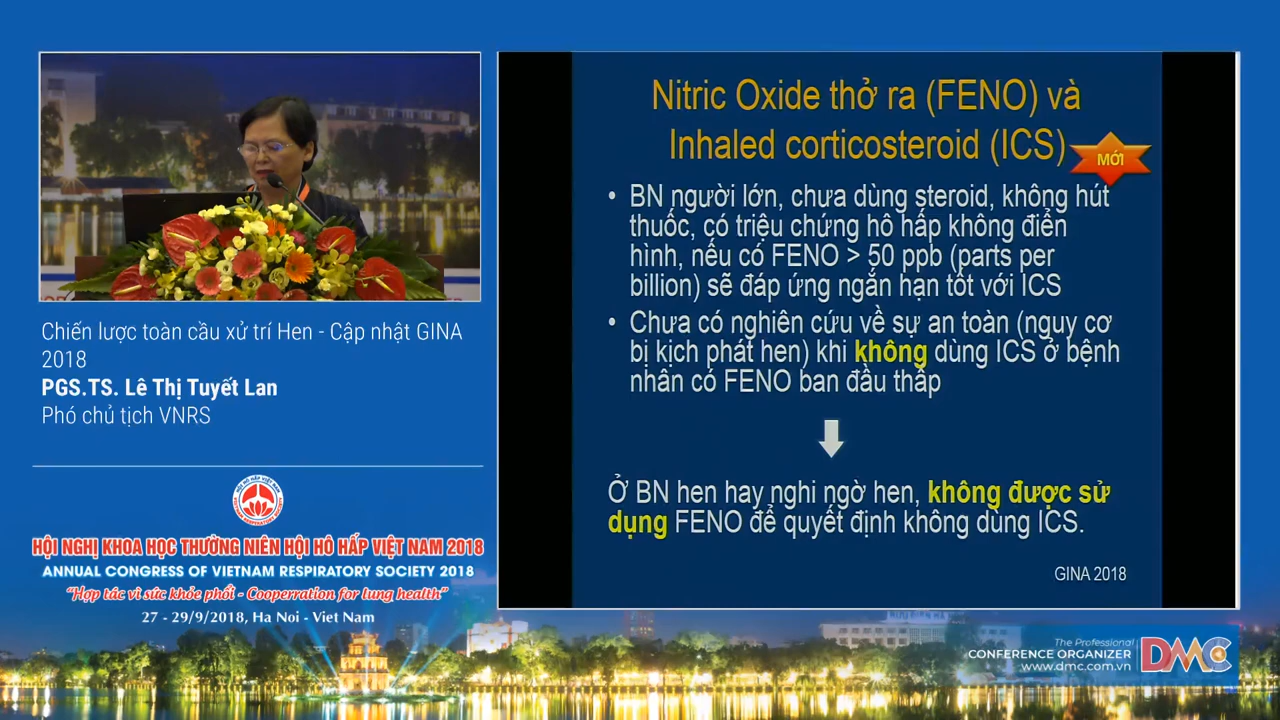 Chiến lược toàn cầu xử trí Hen - Cập nhật GINA
2018
PGS.TS. Lê Thị Tuyết Lan
Phó chủ tịch VNRS
HỘI NGHỊ KHOA HỌC THƯỜNG NIÊN HỘI HÔ HẤP VIỆT NAM 2018
ANNUAL CONGRESS OF VIETNAM RESPIRATORY SOCIETY 2018
“Hợp tác vì sức khỏe phổi - Cooperration for lung health”
27 - 29/9/2018, Ha Noi - Viet Nam
Nitric Oxide thở ra (FENO) và
Inhaled corticosteroid (ICS)
MỚI
• BN người lớn, chưa dùng steroid, không hút
thuốc, có triệu chứng hô hấp không điển
hình, nếu có FENO > 50 ppb (parts per
billion) sẽ đáp ứng ngắn hạn tốt với ICS
• Chưa có nghiên cứu về sự an toàn (nguy cơ
bị kịch phát hen) khi không dùng ICS ở bệnh
nhân có FENO ban đầu thấp
Ở BN hen hay nghi ngờ hen, không được sử
dụng FENO để quyết định không dùng ICS.
GINA 2018
The Professional
CONFERENCE ORGANIZER
www.dmc.com.vn
DMC